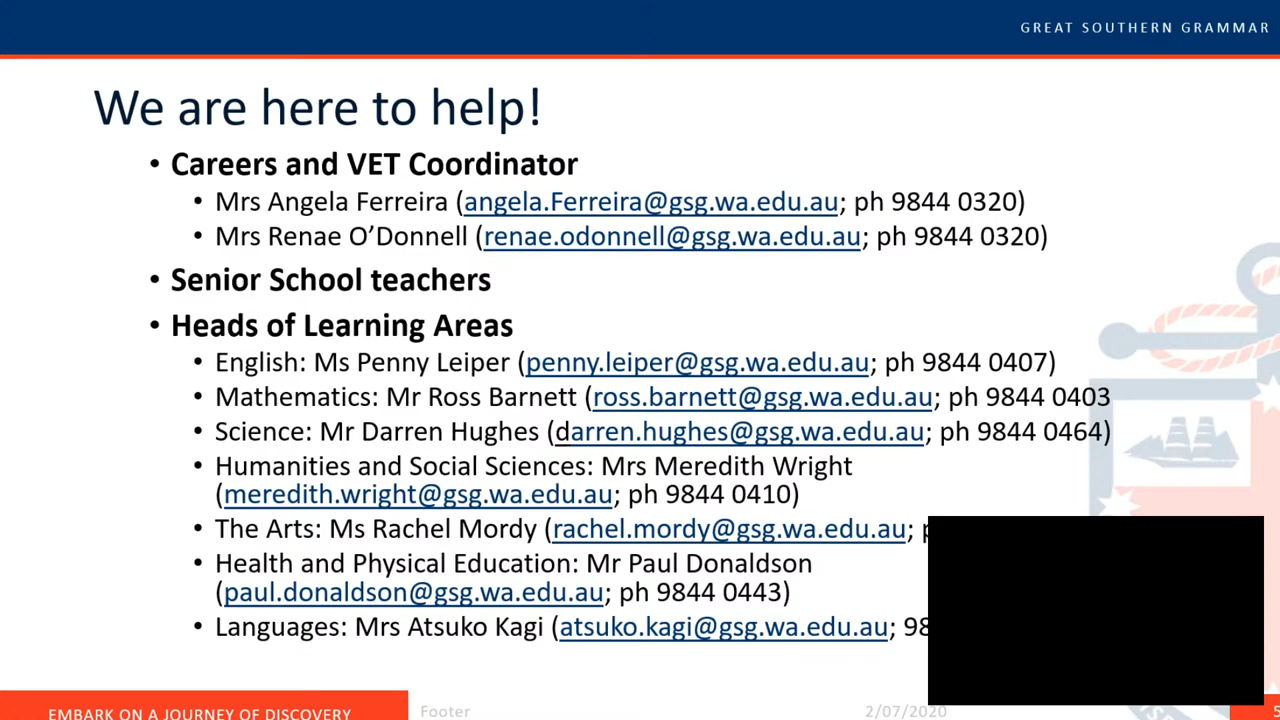 GREAT SOUTHERN GRAMMAR
We are here to help!
• Careers and VET Coordinator
• Mrs Angela Ferreira (angela.Ferreira@gsg.wa.edu.au; ph 9844 0320)
• Mrs Renae O’Donnell (renae.odonnell@gsg.wa.edu.au; ph 9844 0320)
• Senior School teachers
• Heads of Learning Areas
• English: Ms Penny Leiper (penny.leiper@gsg.wa.edu.au; ph 9844 0407)
• Mathematics: Mr Ross Barnett (ross.barnett@gsg.wa.edu.au; ph 9844 0403
• Science: Mr Darren Hughes (darren.hughes@gsg.wa.edu.au; ph 9844 0464)
• Humanities and Social Sciences: Mrs Meredith Wright
(meredith.wright@gsg.wa.edu.au; ph 9844 0410)
• The Arts: Ms Rachel Mordy (rachel.mordy@gsg.wa.edu.au;
• Health and Physical Education: Mr Paul Donaldson
(paul.donaldson@gsg.wa.edu.au; ph 9844 0443)
• Languages: Mrs Atsuko Kagi (atsuko.kagi@gsg.wa.edu.au; 98
EMBARK ON A JOURNEY OF DISCOVERY
Footer
2/07/2020